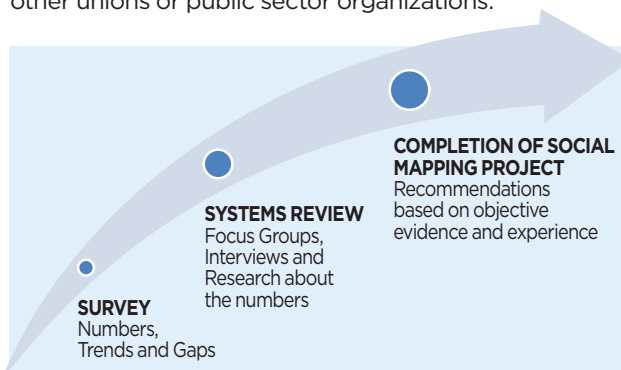 other unions or public sector organizations.
COMPLETION OF SOCIAL
MAPPING PROJECT
Recommendations
based on objective
evidence and experience
SYSTEMS REVIEW
Focus Groups,
Interviews and
Research about
the numbers
SURVEY
Numbers,
Trends and Gaps